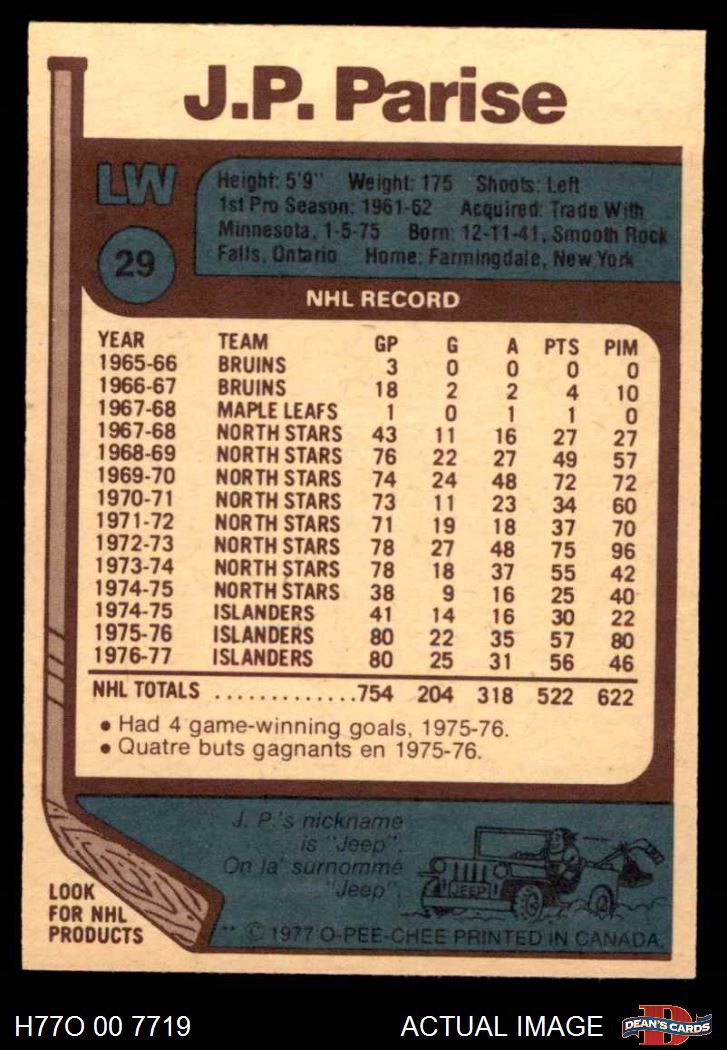 J.P. Parise
LW
Height: 5'9" Weight: 175 Shoots: Left
1st Pro Season: 1961-62 Acquired: Trade With
Minnesota, 1-5-75 Born: 12-11-41, Smooth Rock
Falls, Ontario Home: Farmingdale, New York
29
NHL RECORD
YEAR TEAM GP G A PTS PIM
1965-66 BRUINS 3 0 0 0 0
1966-67 BRUINS 18 2 2 4 10
1967-68 MAPLE LEAFS 1 0 1 1 0
1967-68 NORTH STARS 43 11 16 27 27
1968-69 NORTH STARS 76 22 27 49 57
1969-70 NORTH STARS 74 24 48 72 72
1970-71 NORTH STARS 73 11 23 34 60
1971-72 NORTH STARS 71 19 18 37 70
1972-73 NORTH STARS 78 27 48 75 96
1973-74 NORTH STARS 78 18 37 55 42
1974-75 NORTH STARS 38 9 16 25 40
1974-75 ISLANDERS 41 14 16 30 22
1975-76 ISLANDERS 80 22 35 57 80
1976-77 ISLANDERS 80 25 31 56 46
NHL TOTALS .............754 204 318 522 622
• Had 4 game-winning goals, 1975-76.
• Quatre buts gagnants en 1975-76.
J. P.'s nickname
is "Jeep".
On la' surnommé
"Jeep".
JEEP
LOOK
FOR NHL
PRODUCTS
** © 1977 O-PEE-CHEE PRINTED IN CANADA.
H77O 00 7719 ACTUAL IMAGE
D
DEAN'S CARDS